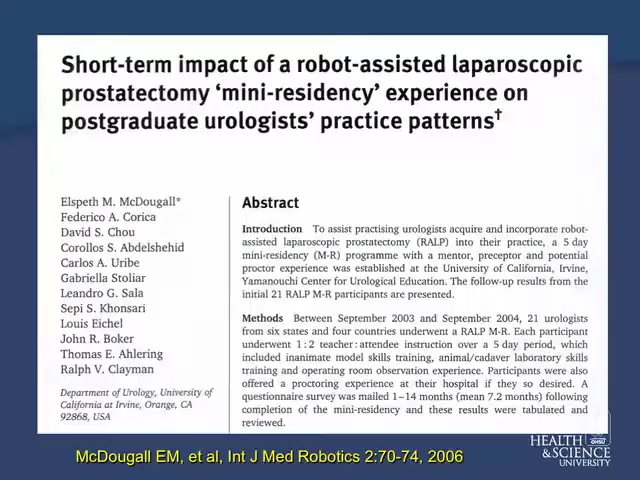 Short-term impact of a robot-assisted laparoscopic
prostatectomy ‘mini-residency’ experience on
postgraduate urologists’ practice patterns†
Elspeth M. McDougall*
Federico A. Corica
David S. Chou
Corollos S. Abdelshehid
Carlos A. Uribe
Gabriella Stoliar
Leandro G. Sala
Sepi S. Khonsari
Louis Eichel
John R. Boker
Thomas E. Ahlering
Ralph V. Clayman
Department of Urology, University of
California at Irvine, Orange, CA
92868, USA
Abstract
Introduction To assist practising urologists acquire and incorporate robot-
assisted laparoscopic prostatectomy (RALP) into their practice, a 5 day
mini-residency (M-R) programme with a mentor, preceptor and potential
proctor experience was established at the University of California, Irvine,
Yamanouchi Center for Urological Education. The follow-up results from the
initial 21 RALP M-R participants are presented.
Methods Between September 2003 and September 2004, 21 urologists
from six states and four countries underwent a RALP M-R. Each participant
underwent 1 : 2 teacher : attendee instruction over a 5 day period, which
included inanimate model skills training, animal/cadaver laboratory skills
training and operating room observation experience. Participants were also
offered a proctoring experience at their hospital if they so desired. A
questionnaire survey was mailed 1–14 months (mean 7.2 months) following
completion of the mini-residency and these results were tabulated and
reviewed.
McDougall EM, et al, Int J Med Robotics 2:70-74, 2006
OHSU
HEALTH
& SCIENCE
UNIVERSITY